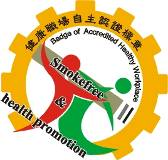 健康職場自主認證標章
Badge of Accredited Healthy Workplace
Smokefree
&
health promotion